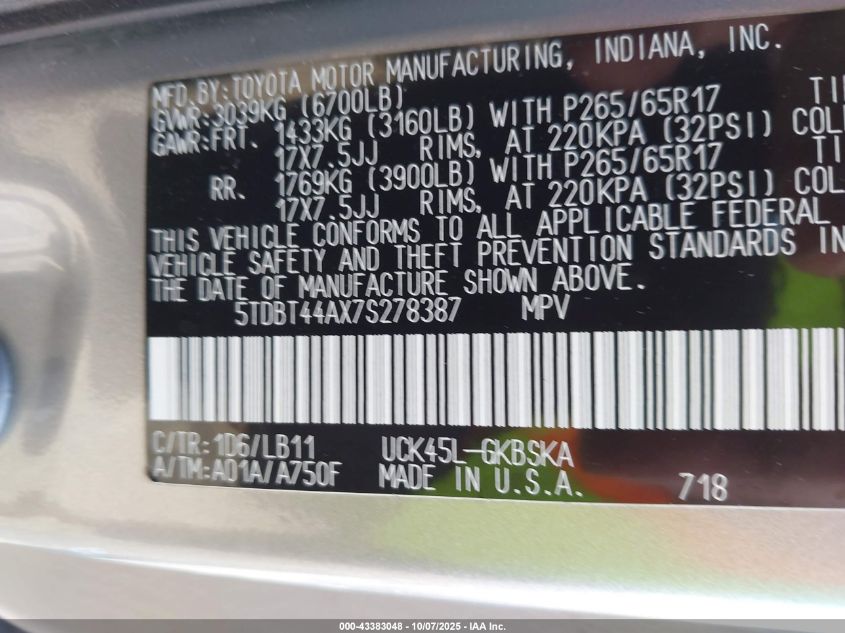 MFD.BY:TOYOTA MOTOR MANUFACTURING, INDIANA, INC.
GVWR:3039KG (6700LB)
GAWR:FRT. 1433KG (3160LB) WITH P265/65R17 TI
17X7.5JJ RIMS, AT 220KPA (32PSI) COL
RR. 1769KG (3900LB) WITH P265/65R17 TI
17X7.5JJ RIMS, AT 220KPA (32PSI) COL
THIS VEHICLE CONFORMS TO ALL APPLICABLE FEDERAL
VEHICLE SAFETY AND THEFT PREVENTION STANDARDS IN
THE DATE OF MANUFACTURE SHOWN ABOVE.
5TDBT44AX7S278387 MPV
C/TR:1D6/LB11 UCK45L-GKBSKA
A/TM:A01A/A750F MADE IN U.S.A. 718
000-43383048 - 10/07/2025 - IAA Inc.